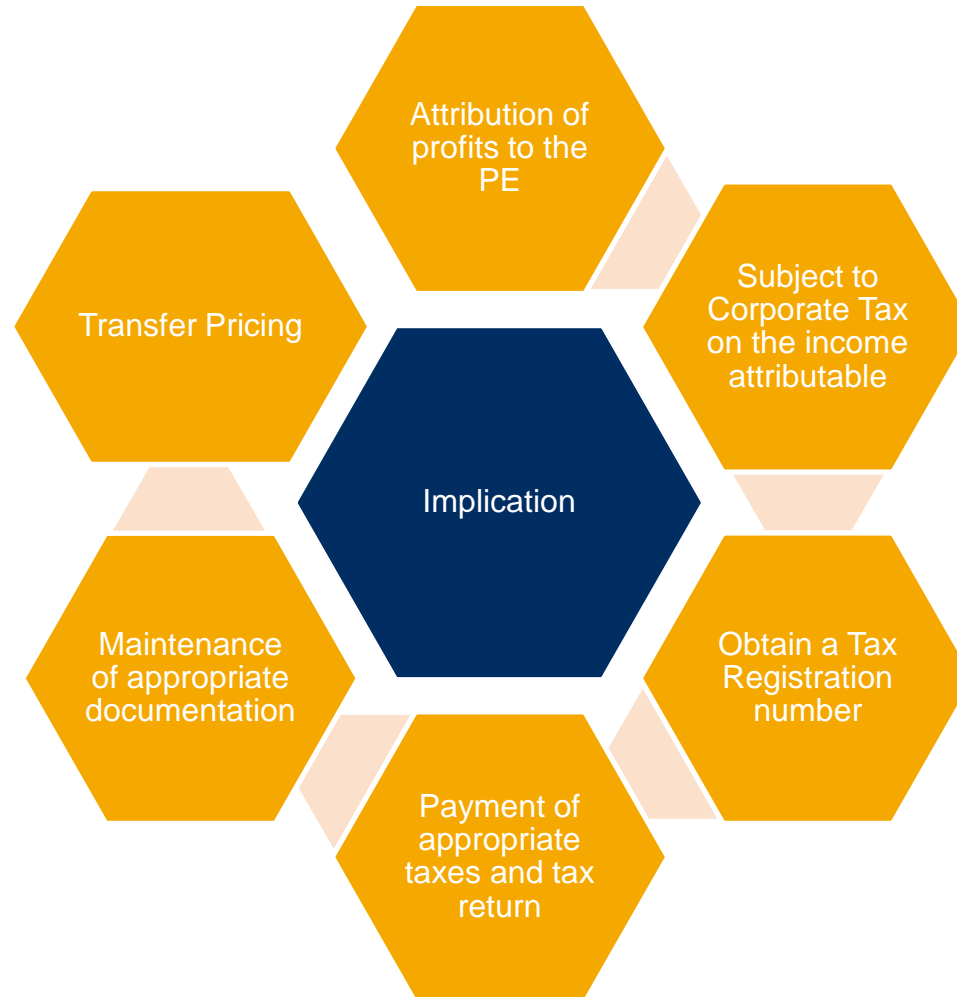 Attribution of
profits to the
PE
Subject to
Corporate Tax
on the income
attributable
Obtain a Tax
Registration
number
Payment of
appropriate
taxes and tax
return
Maintenance
of appropriate
documentation
Transfer Pricing
Implication